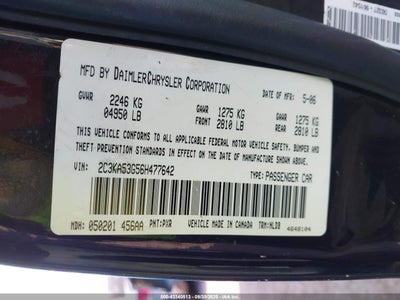 MFD BY DAIMLERCHRYSLER CORPORATION
DATE OF MFR. 5-06
GVWR 2246 KG 04950 LB
GAWR FRONT 1275 KG 2810 LB
GAWR REAR 1275 KG 2810 LB
THIS VEHICLE CONFORMS TO ALL APPLICABLE FEDERAL MOTOR VEHICLE SAFETY, BUMPER AND
THEFT PREVENTION STANDARDS IN EFFECT ON THE DATE OF MANUFACTURE SHOWN ABOVE.
VIN: 2C3KA53G56H477642
TYPE: PASSENGER CAR
MDH: 050201 456AA PNT: PXR VEHICLE MADE IN CANADA TRM: HLD8
4648104